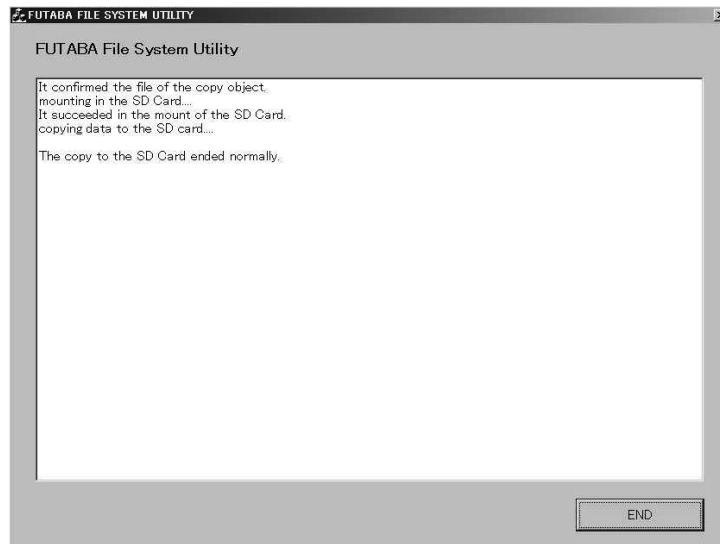 FUTABA FILE SYSTEM UTILITY
FUTABA File System Utility
It confirmed the file of the copy object.
mounting in the SD Card....
It succeeded in the mount of the SD Card.
copying data to the SD card....
The copy to the SD Card ended normally.
END